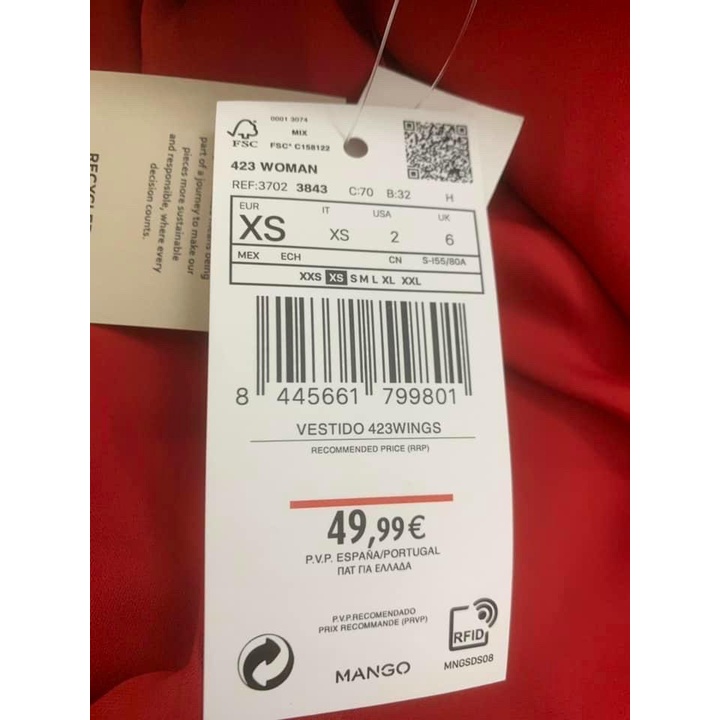 0001 3074
MIX
FSC
FSC® C158122
423 WOMAN
REF:3702 3843 C:70 B:32 H
EUR IT USA UK
XS XS 2 6
MEX ECH CN S-155/80A
XXS XS S M L XL XXL
8 445661 799801
VESTIDO 423WINGS
RECOMMENDED PRICE (RRP)
49,99€
P.V.P. ESPAÑA/PORTUGAL
ΠΑΤ ΓΙΑ ΕΛΛΑΔΑ
P.V.P.RECOMENDADO
PRIX RECOMMANDE (PRVP)
RFID
MANGO
MNGSDS08
part of a journey to make our
pieces more sustainable
and responsible, where every
decision counts.